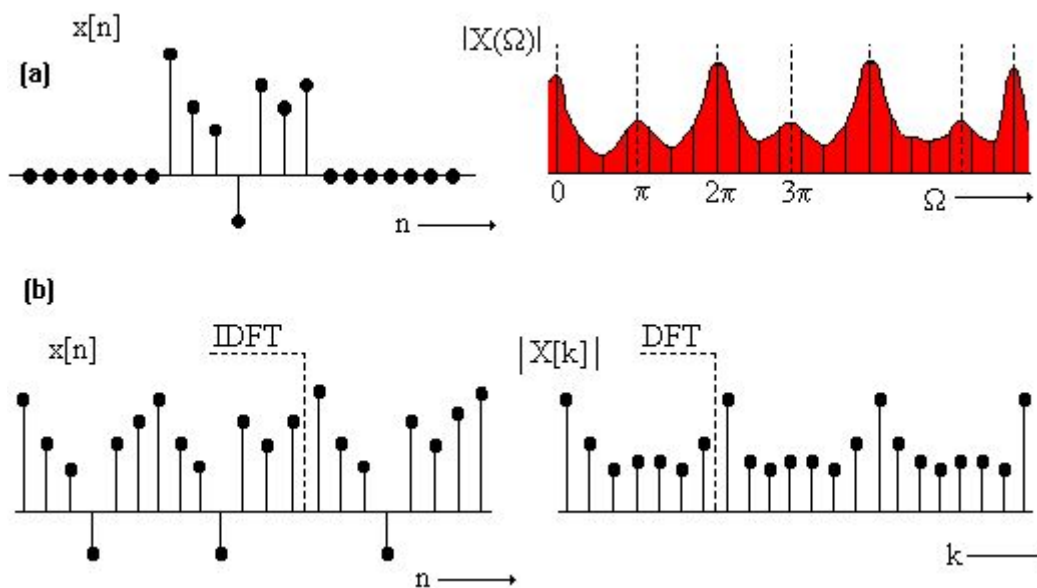 x[n]
|X(Ω)|
(a)
0 π 2π 3π Ω
n
(b)
IDFT DFT
x[n] |X[k]|
n k